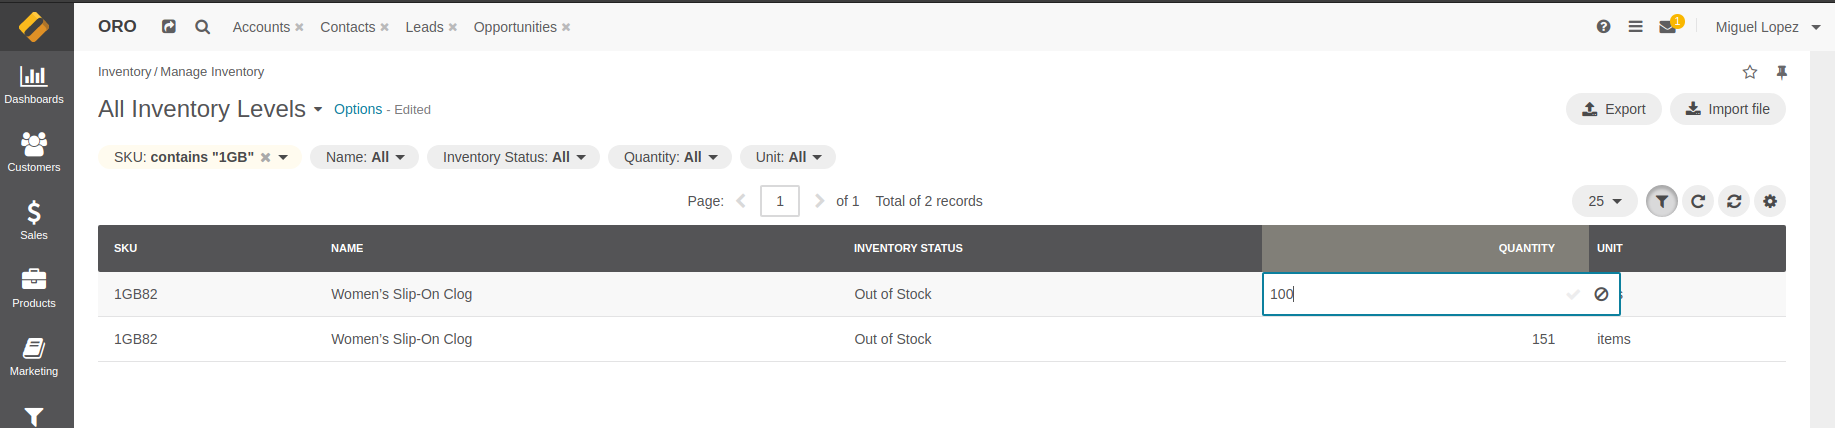 ORO Accounts Contacts Leads Opportunities 1 Miguel Lopez
Inventory / Manage Inventory
Dashboards
All Inventory Levels Options - Edited Export Import file
SKU: contains "1GB" Name: All Inventory Status: All Quantity: All Unit: All
Customers
Page: 1 of 1 Total of 2 records 25
Sales
SKU NAME INVENTORY STATUS QUANTITY UNIT
1GB82 Women’s Slip-On Clog Out of Stock 100
Products
1GB82 Women’s Slip-On Clog Out of Stock 151 items
Marketing